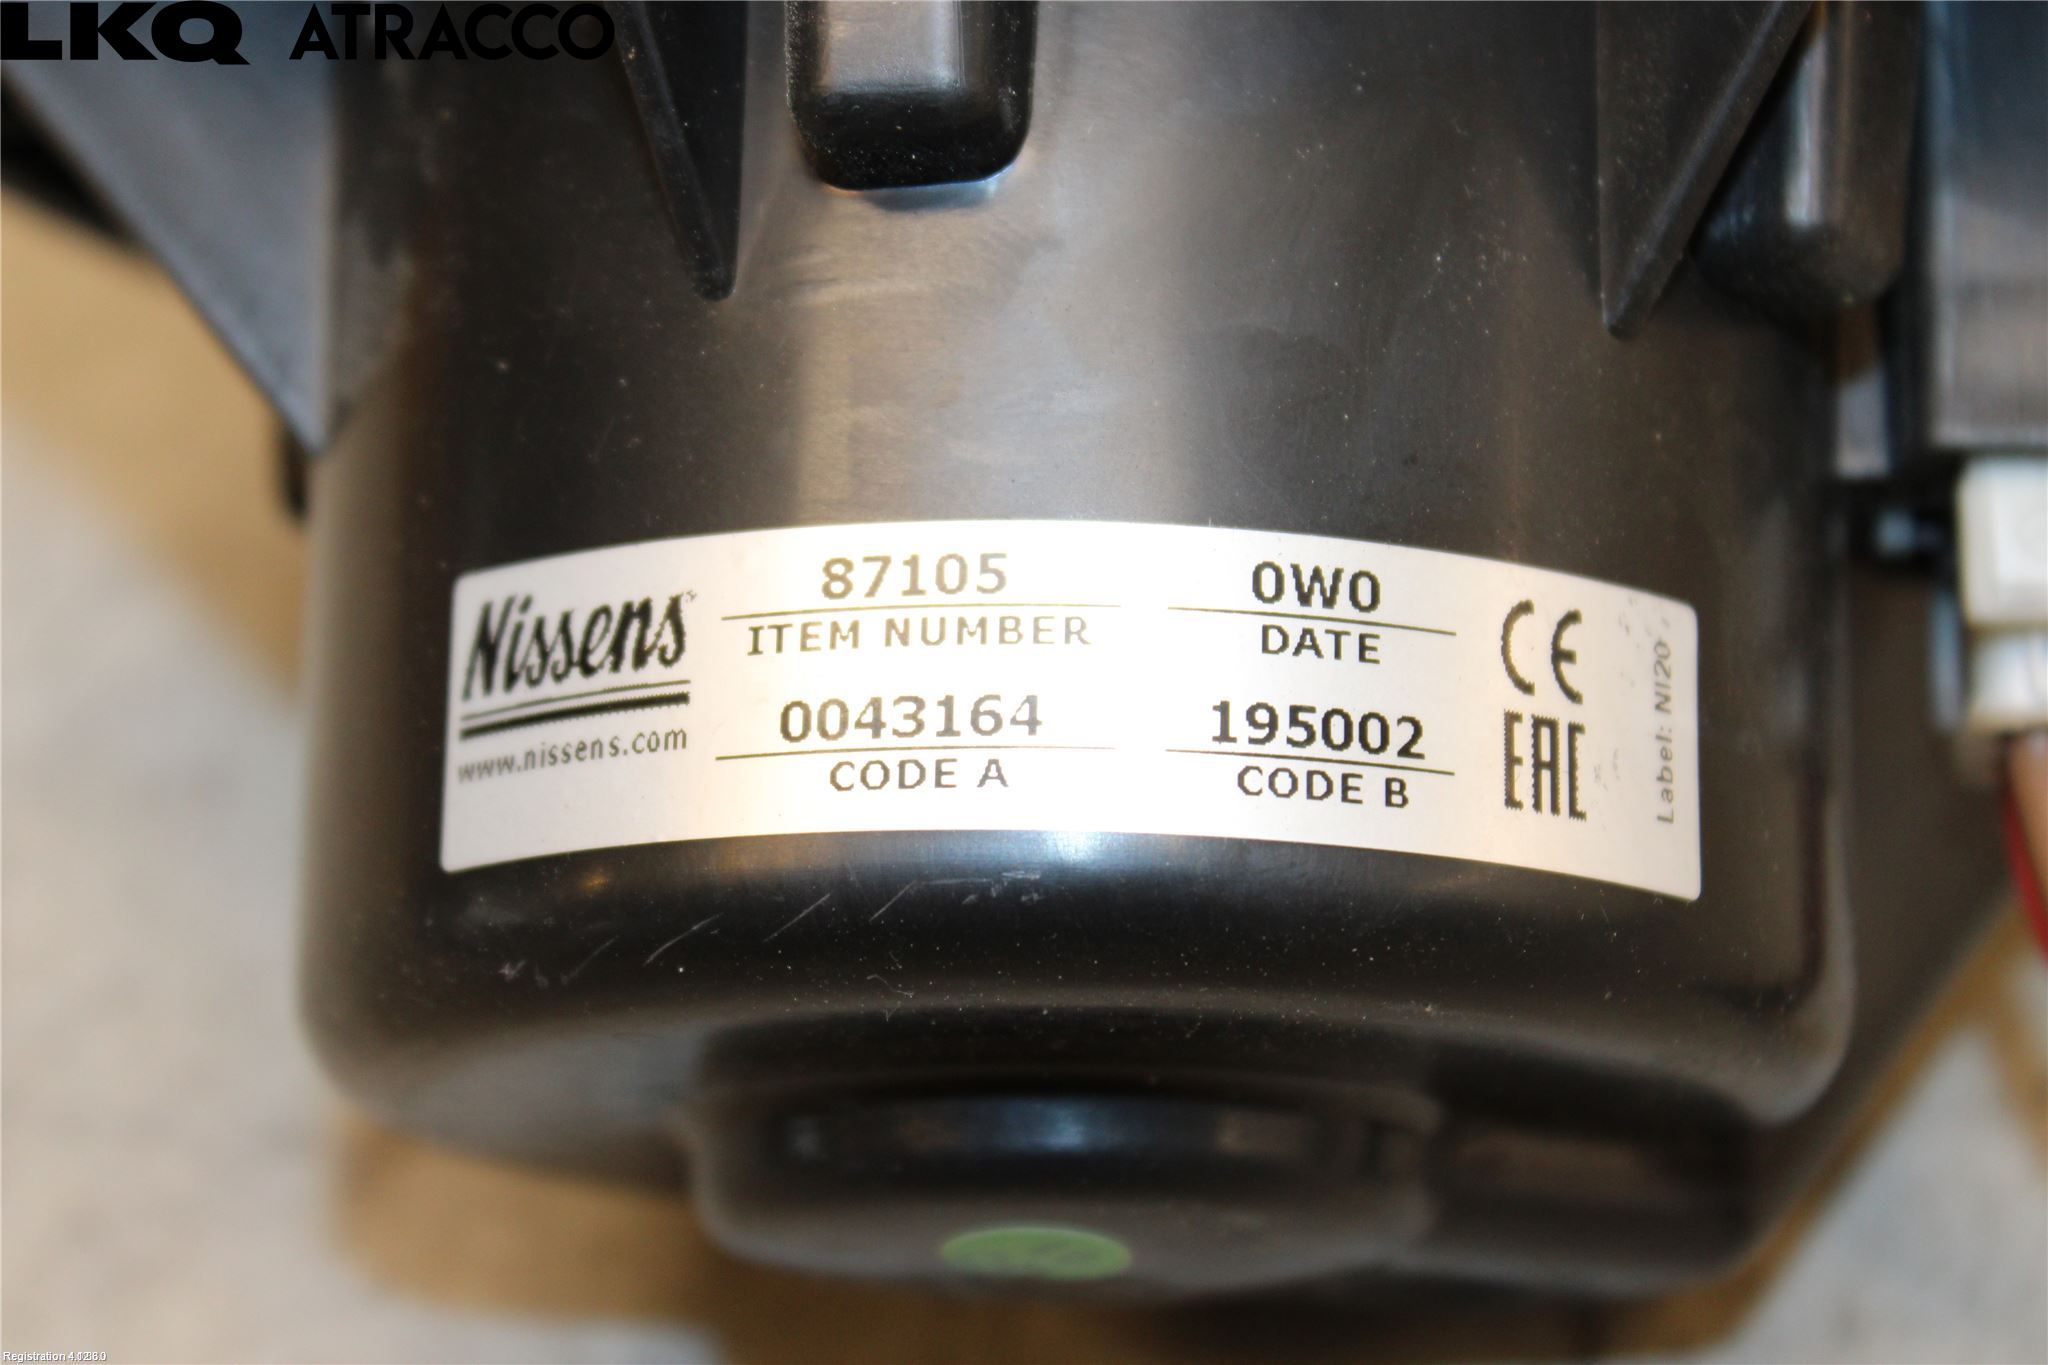 LKQ ATRACCO
Nissens
www.nissens.com
87105
ITEM NUMBER
0W0
DATE
0043164
CODE A
195002
CODE B
CE
EAC
Label: NI20
Registration